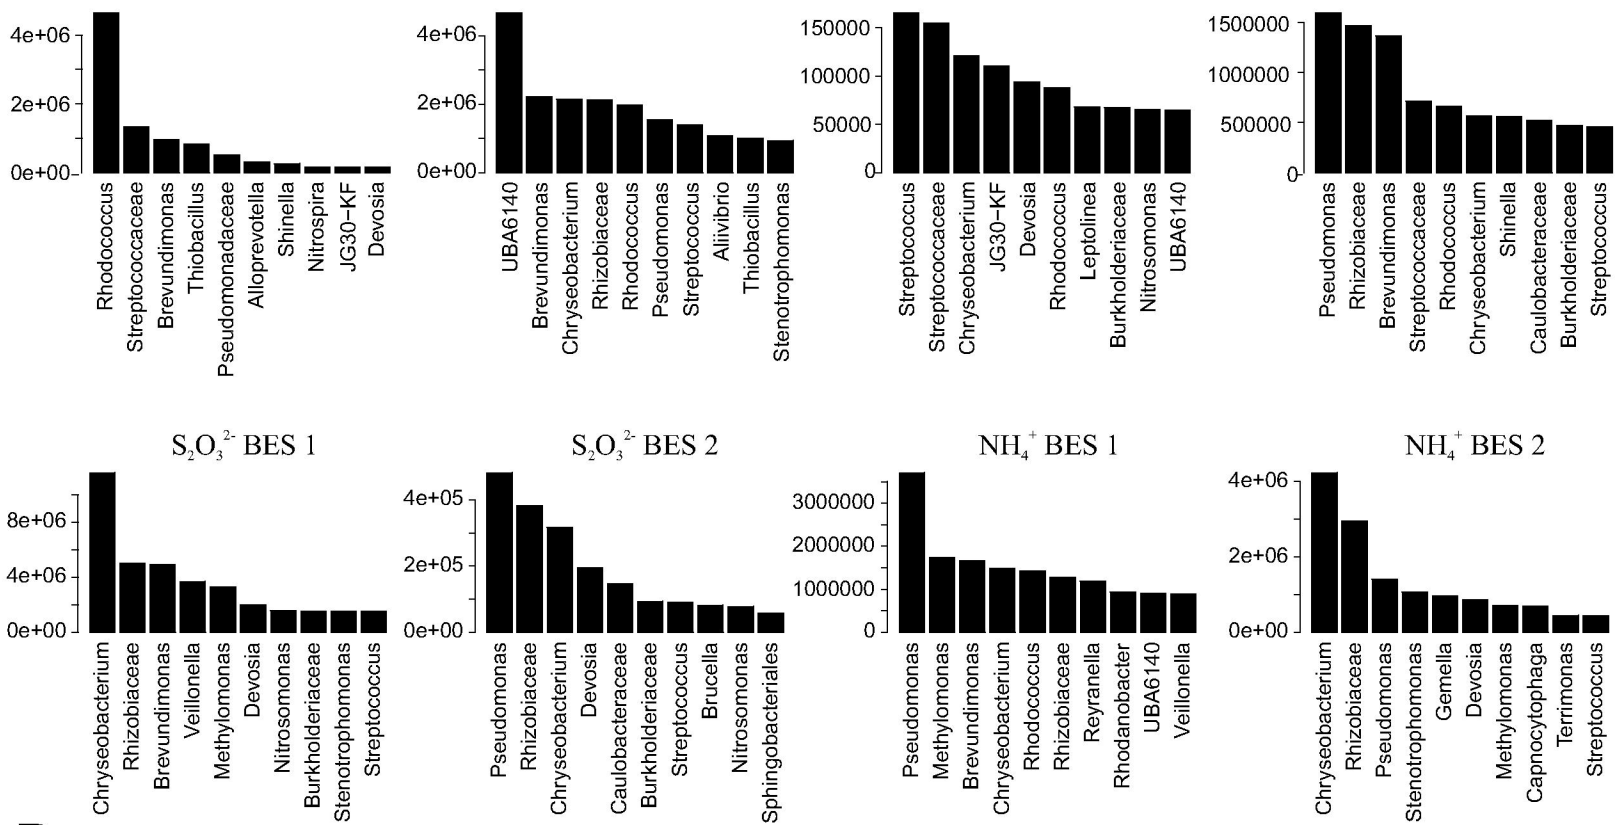 4e+06
2e+06
0e+00
Rhodococcus
Streptococcaceae
Brevundimonas
Thiobacillus
Pseudomonadaceae
Alloprevotella
Shinella
Nitrospira
JG30−KF
Devosia
4e+06
2e+06
0e+00
UBA6140
Brevundimonas
Chryseobacterium
Rhizobiaceae
Rhodococcus
Pseudomonas
Streptococcus
Aliivibrio
Thiobacillus
Stenotrophomonas
150000
100000
50000
0
Streptococcus
Streptococcaceae
Chryseobacterium
JG30−KF
Devosia
Rhodococcus
Leptolinea
Burkholderiaceae
Nitrosomonas
UBA6140
1500000
1000000
500000
0
Pseudomonas
Rhizobiaceae
Brevundimonas
Streptococcaceae
Rhodococcus
Chryseobacterium
Shinella
Caulobacteraceae
Burkholderiaceae
Streptococcus
S₂O₃²⁻ BES 1
8e+06
4e+06
0e+00
Chryseobacterium
Rhizobiaceae
Brevundimonas
Veillonella
Methylomonas
Devosia
Nitrosomonas
Burkholderiaceae
Stenotrophomonas
Streptococcus
S₂O₃²⁻ BES 2
4e+05
2e+05
0e+00
Pseudomonas
Rhizobiaceae
Chryseobacterium
Devosia
Caulobacteraceae
Burkholderiaceae
Streptococcus
Brucella
Nitrosomonas
Sphingobacteriales
NH₄⁺ BES 1
3000000
2000000
1000000
0
Pseudomonas
Methylomonas
Brevundimonas
Chryseobacterium
Rhodococcus
Rhizobiaceae
Reyranella
Rhodanobacter
UBA6140
Veillonella
NH₄⁺ BES 2
4e+06
2e+06
0e+00
Chryseobacterium
Rhizobiaceae
Pseudomonas
Stenotrophomonas
Gemella
Devosia
Methylomonas
Capnocytophaga
Terrimonas
Streptococcus